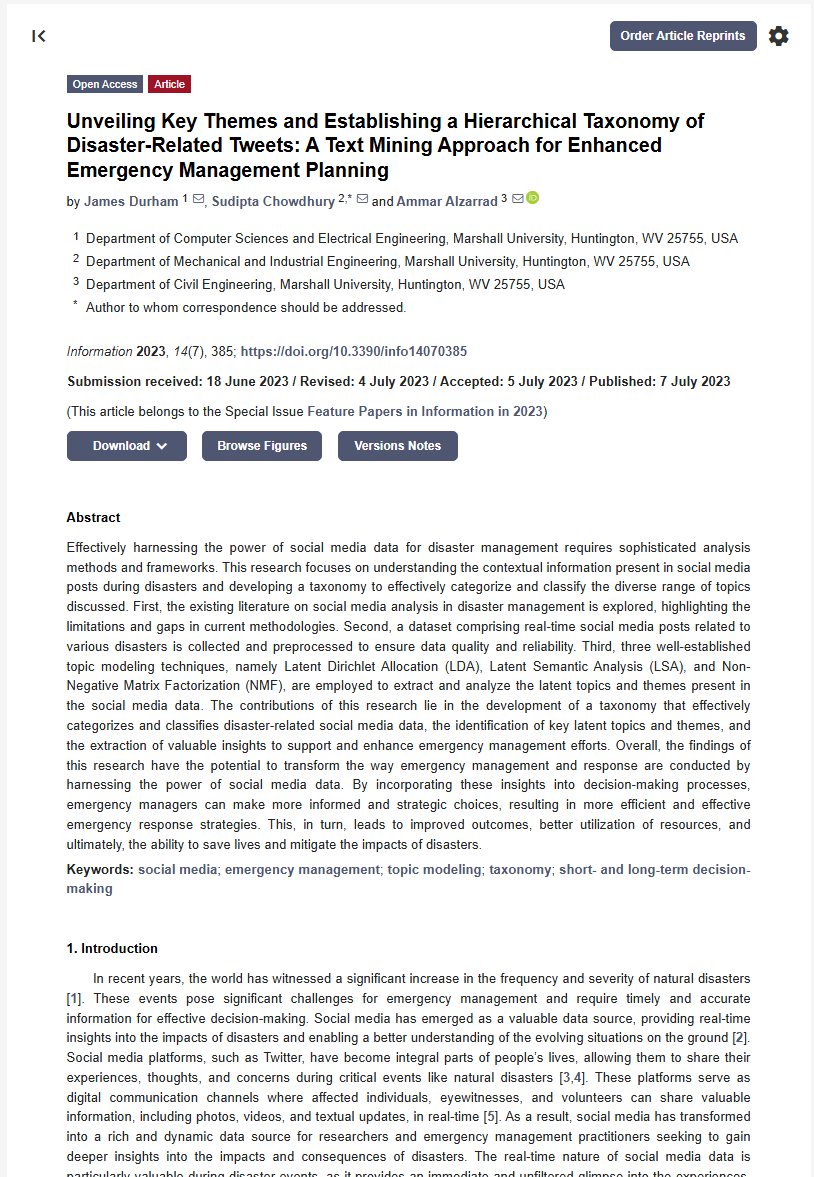 Order Article Reprints
Open Access Article
Unveiling Key Themes and Establishing a Hierarchical Taxonomy of
Disaster-Related Tweets: A Text Mining Approach for Enhanced
Emergency Management Planning
by James Durham 1, Sudipta Chowdhury 2,* and Ammar Alzarrad 3 iD
1 Department of Computer Sciences and Electrical Engineering, Marshall University, Huntington, WV 25755, USA
2 Department of Mechanical and Industrial Engineering, Marshall University, Huntington, WV 25755, USA
3 Department of Civil Engineering, Marshall University, Huntington, WV 25755, USA
* Author to whom correspondence should be addressed.
Information 2023, 14(7), 385; https://doi.org/10.3390/info14070385
Submission received: 18 June 2023 / Revised: 4 July 2023 / Accepted: 5 July 2023 / Published: 7 July 2023
(This article belongs to the Special Issue Feature Papers in Information in 2023)
Download Browse Figures Versions Notes
Abstract
Effectively harnessing the power of social media data for disaster management requires sophisticated analysis
methods and frameworks. This research focuses on understanding the contextual information present in social media
posts during disasters and developing a taxonomy to effectively categorize and classify the diverse range of topics
discussed. First, the existing literature on social media analysis in disaster management is explored, highlighting the
limitations and gaps in current methodologies. Second, a dataset comprising real-time social media posts related to
various disasters is collected and preprocessed to ensure data quality and reliability. Third, three well-established
topic modeling techniques, namely Latent Dirichlet Allocation (LDA), Latent Semantic Analysis (LSA), and Non-
Negative Matrix Factorization (NMF), are employed to extract and analyze the latent topics and themes present in
the social media data. The contributions of this research lie in the development of a taxonomy that effectively
categorizes and classifies disaster-related social media data, the identification of key latent topics and themes, and
the extraction of valuable insights to support and enhance emergency management efforts. Overall, the findings of
this research have the potential to transform the way emergency management and response are conducted by
harnessing the power of social media data. By incorporating these insights into decision-making processes,
emergency managers can make more informed and strategic choices, resulting in more efficient and effective
emergency response strategies. This, in turn, leads to improved outcomes, better utilization of resources, and
ultimately, the ability to save lives and mitigate the impacts of disasters.
Keywords: social media; emergency management; topic modeling; taxonomy; short- and long-term decision-
making
1. Introduction
In recent years, the world has witnessed a significant increase in the frequency and severity of natural disasters
[1]. These events pose significant challenges for emergency management and require timely and accurate
information for effective decision-making. Social media has emerged as a valuable data source, providing real-time
insights into the impacts of disasters and enabling a better understanding of the evolving situations on the ground [2].
Social media platforms, such as Twitter, have become integral parts of people's lives, allowing them to share their
experiences, thoughts, and concerns during critical events like natural disasters [3,4]. These platforms serve as
digital communication channels where affected individuals, eyewitnesses, and volunteers can share valuable
information, including photos, videos, and textual updates, in real-time [5]. As a result, social media has transformed
into a rich and dynamic data source for researchers and emergency management practitioners seeking to gain
deeper insights into the impacts and consequences of disasters. The real-time nature of social media data is
particularly valuable during disaster events, as it provides an immediate and unfiltered glimpse into the experiences,